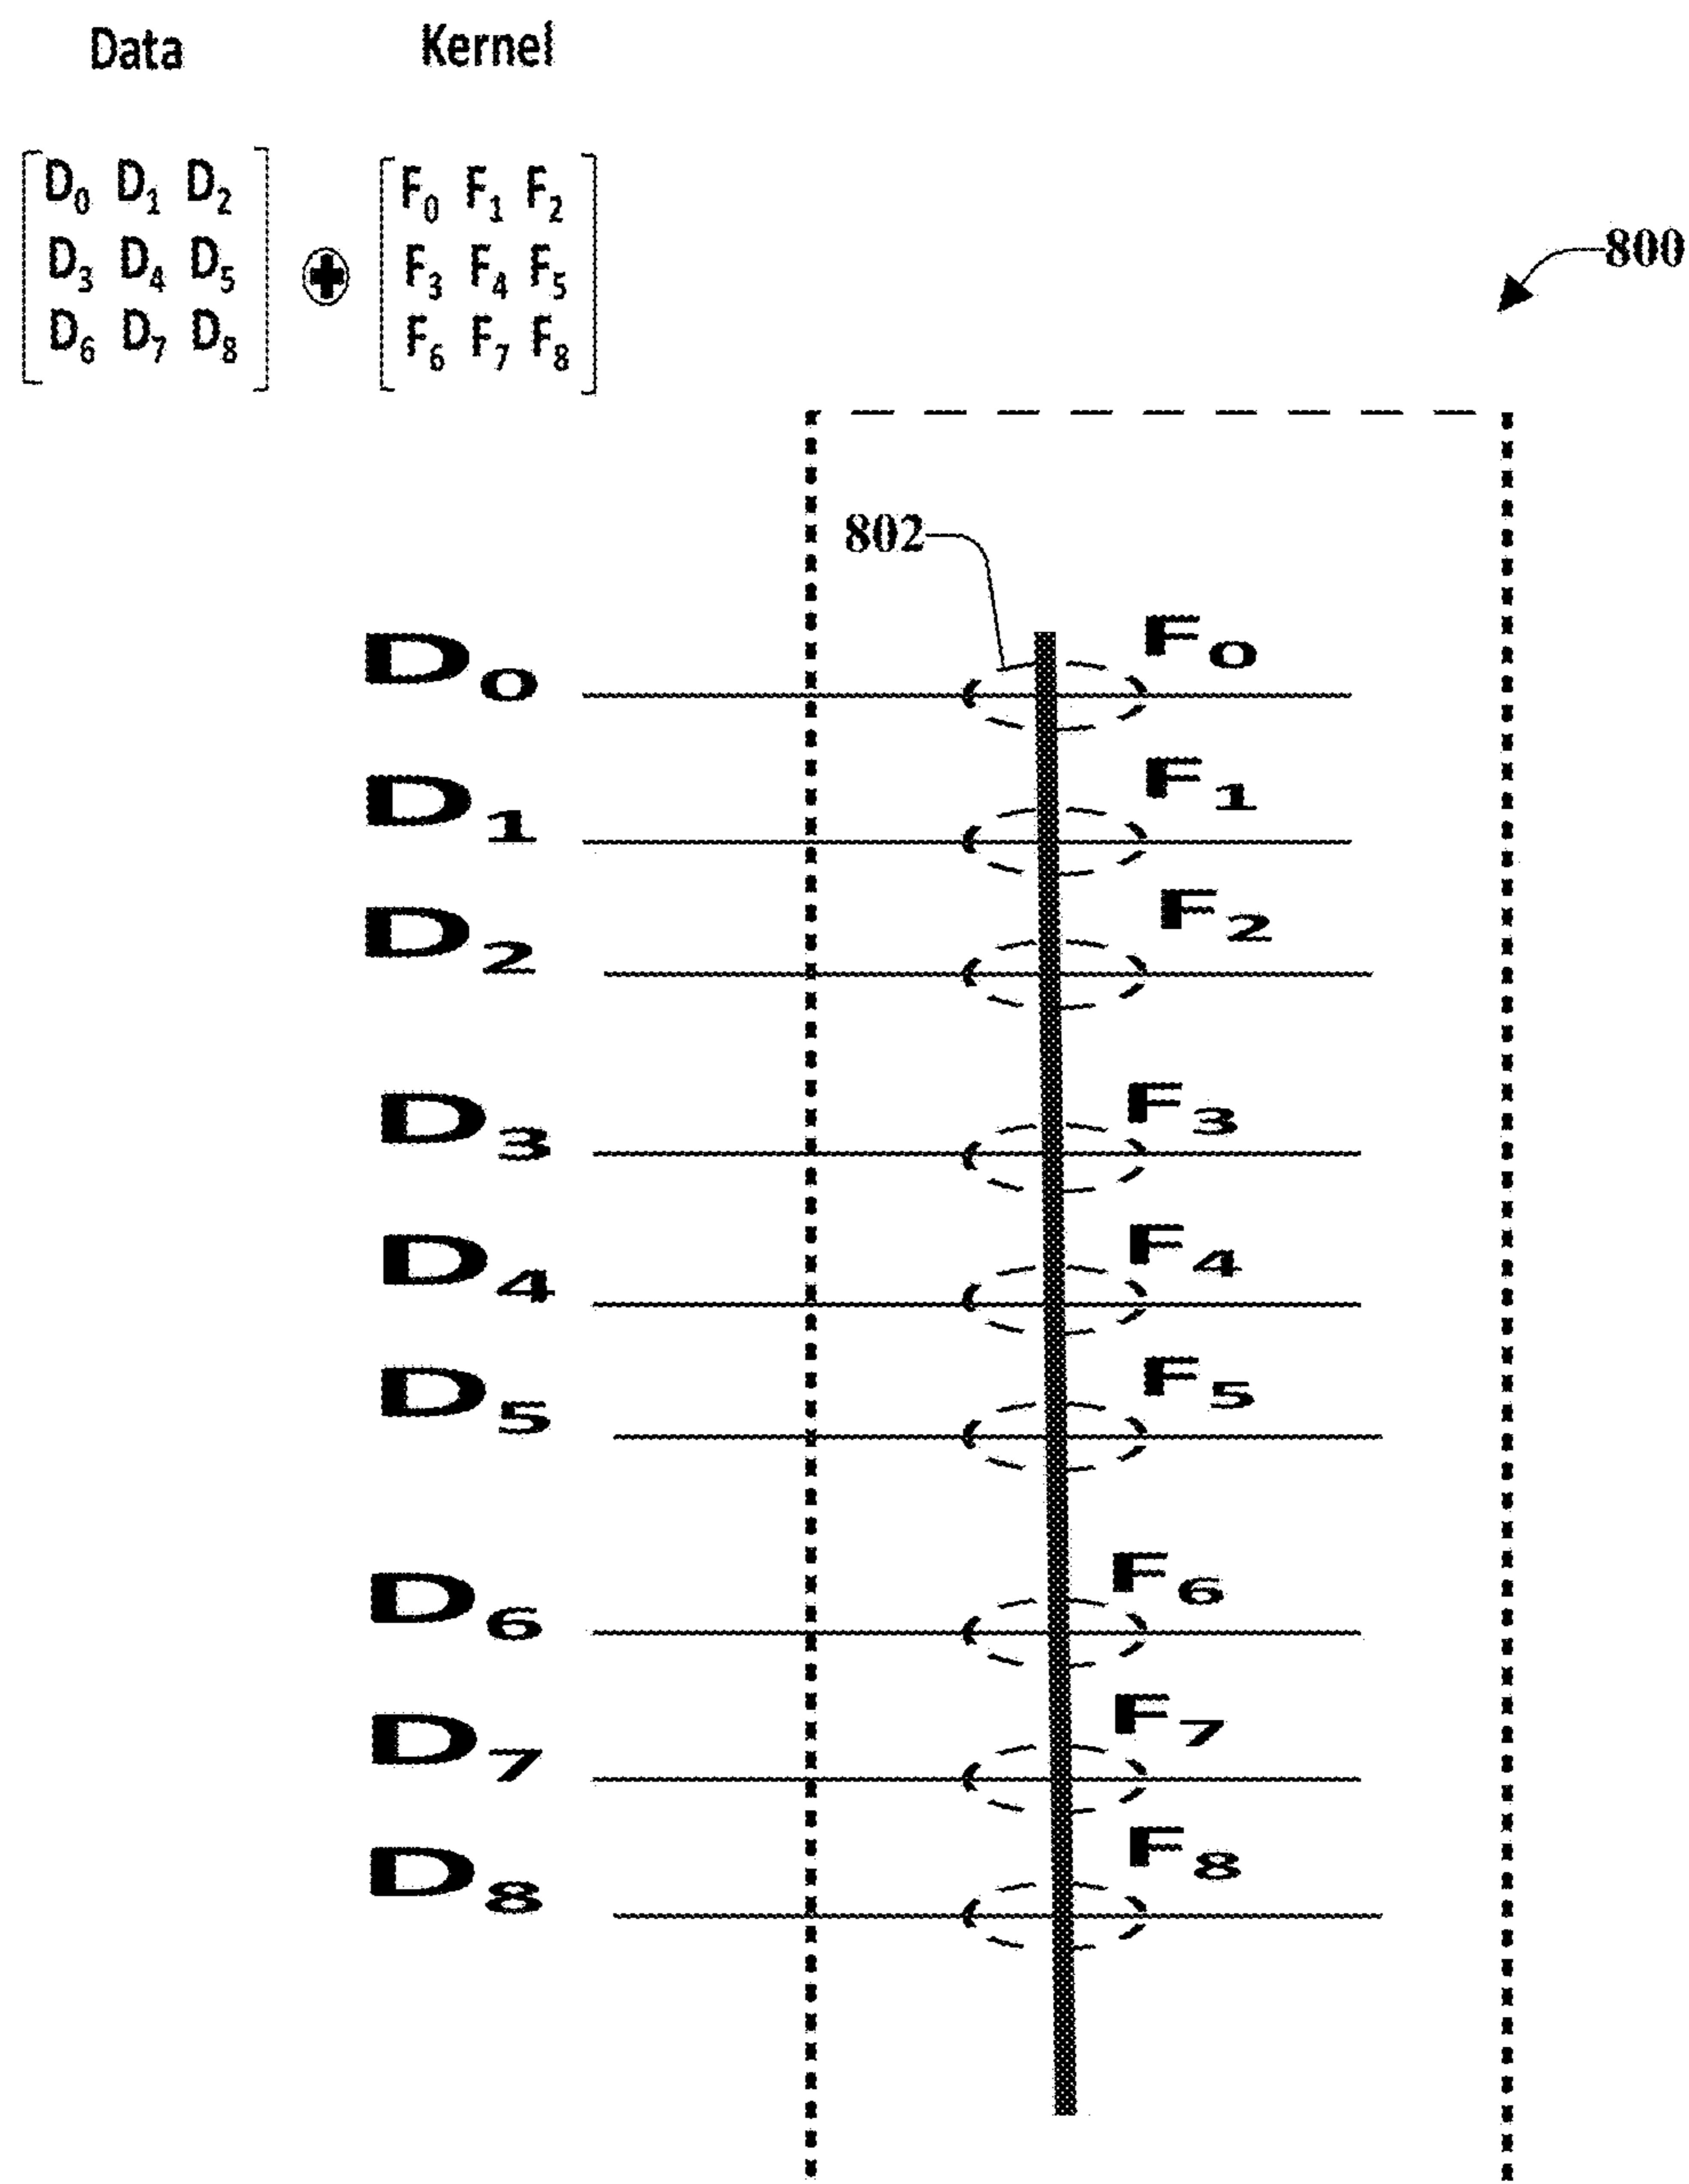 Data Kernel
D0 D1 D2 F0 F1 F2
D3 D4 D5 + F3 F4 F5
D6 D7 D8 F6 F7 F8
800
802
D0 F0
D1 F1
D2 F2
D3 F3
D4 F4
D5 F5
D6 F6
D7 F7
D8 F8